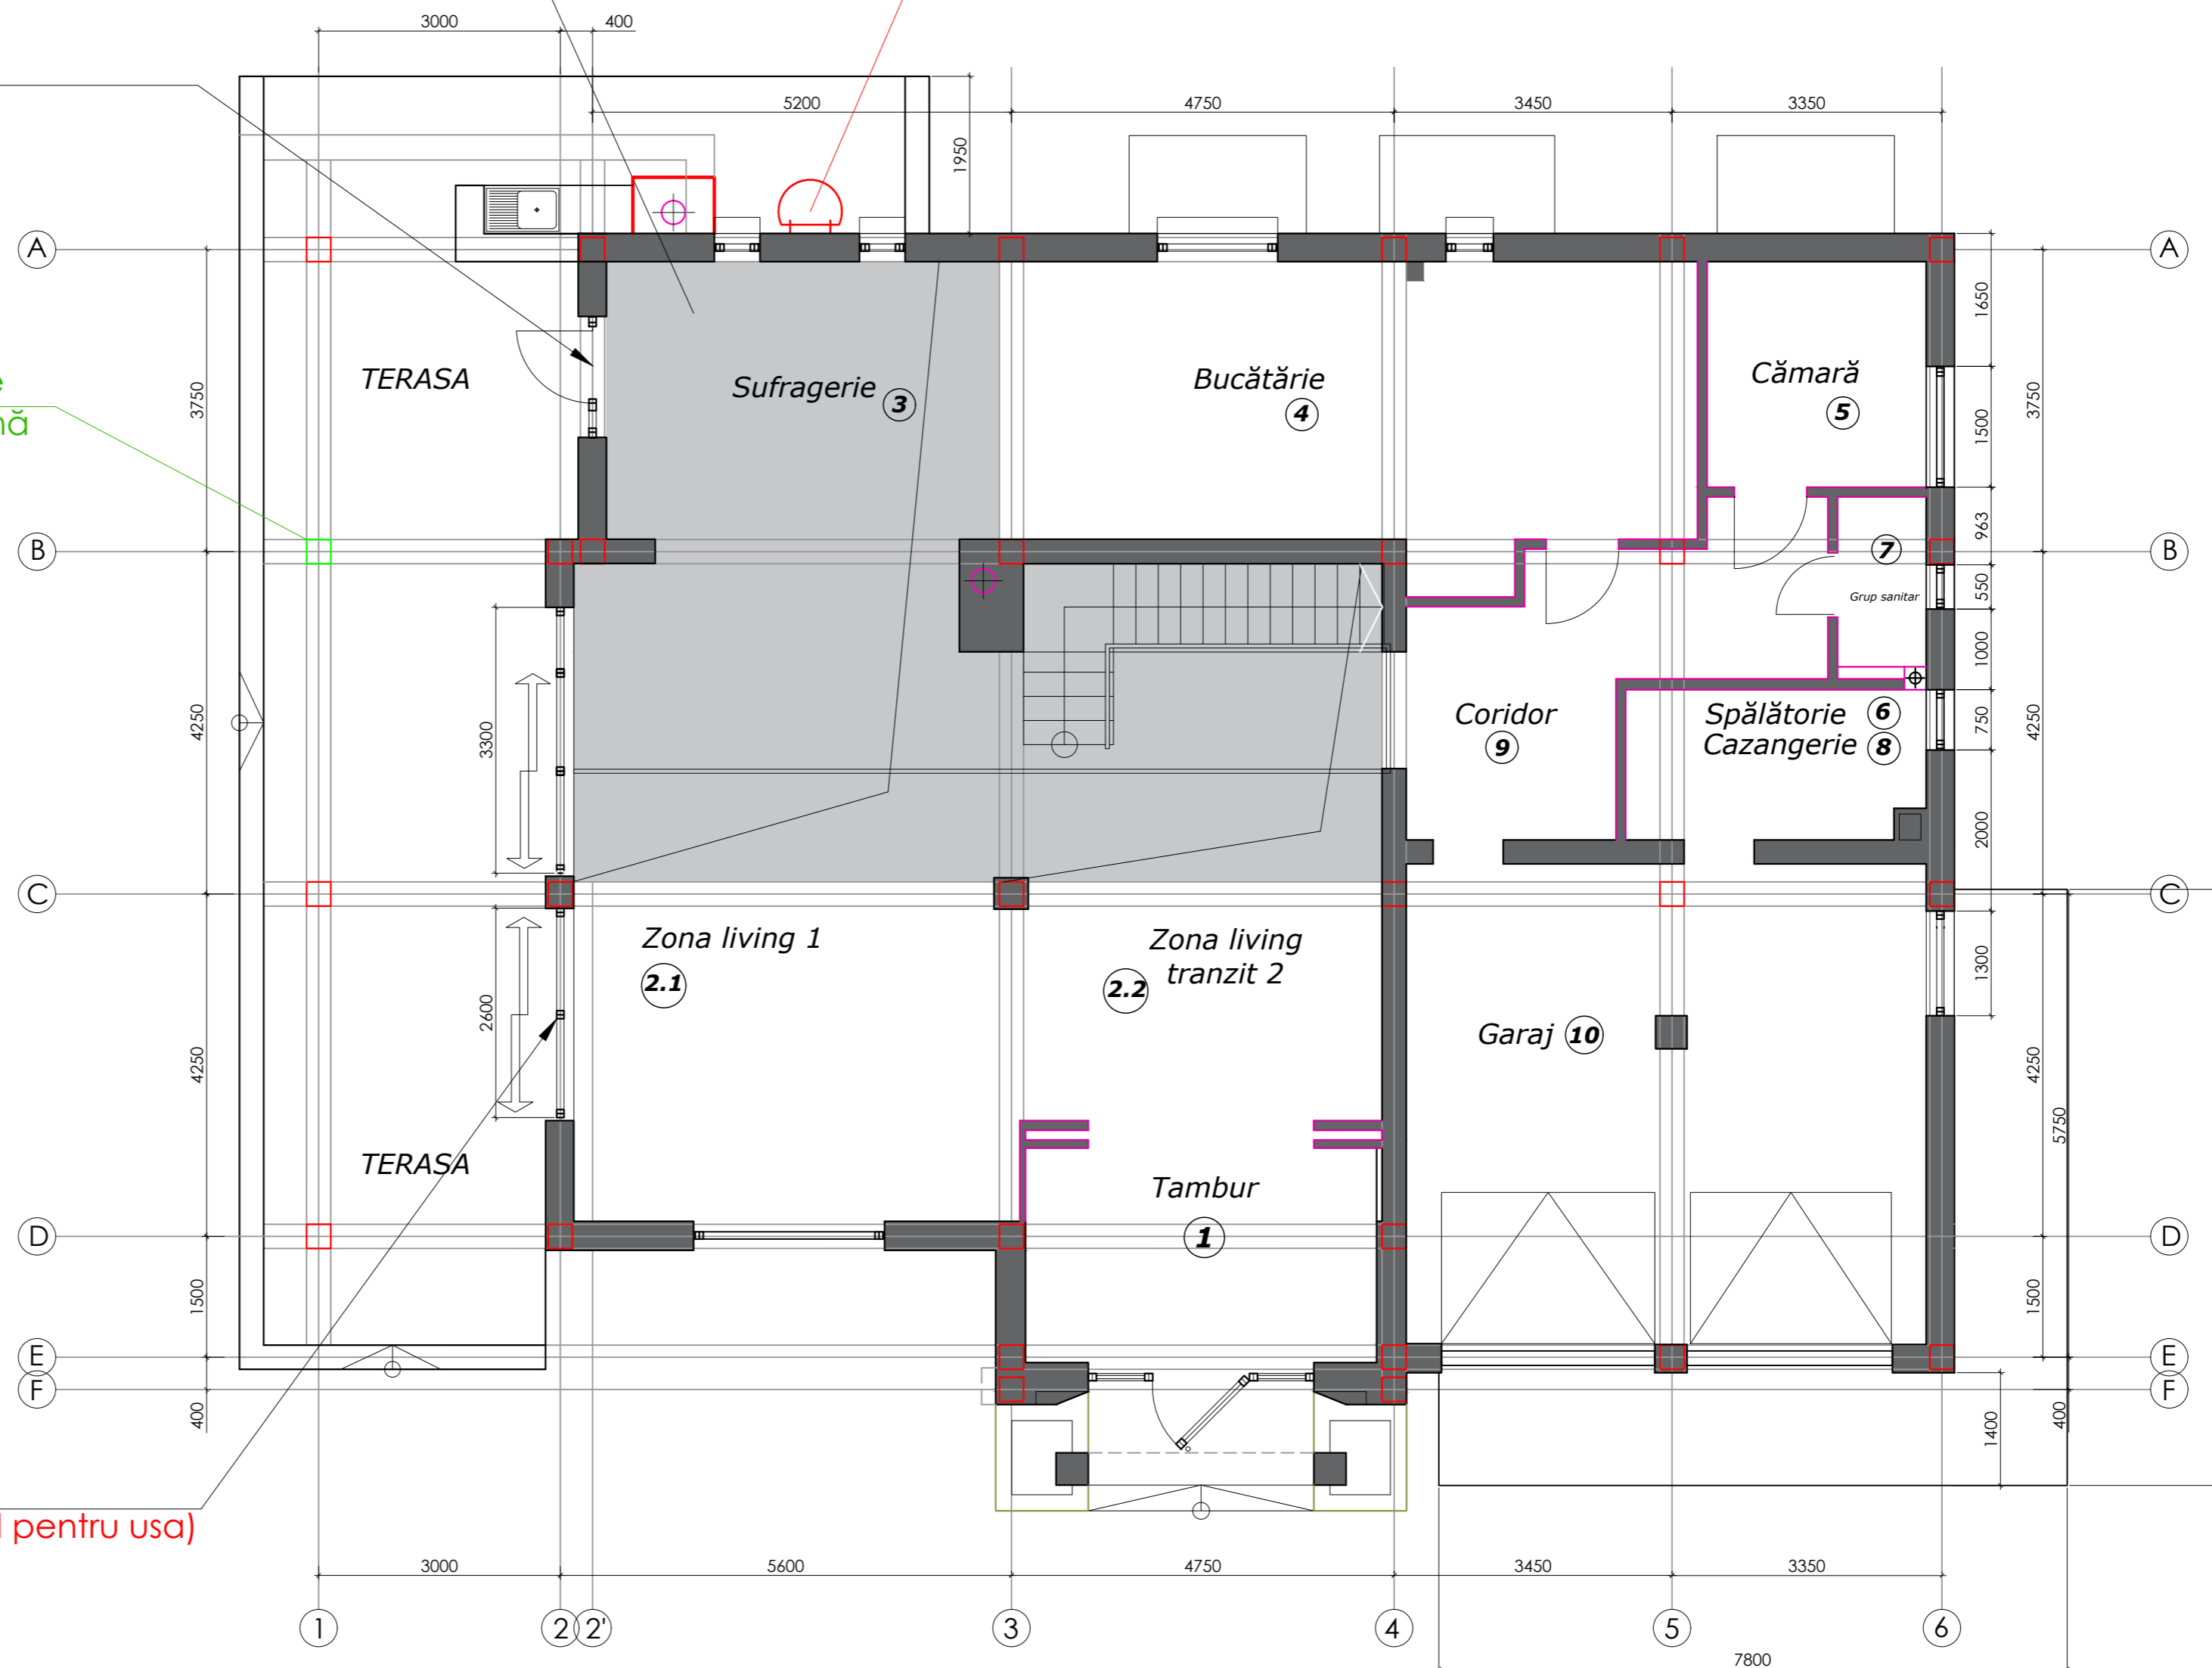 3000
400
5200
4750
3450
3350
1950
A
A
1650
3750
TERASA
Sufragerie 3
Bucătărie
4
Cămară
5
1500
3750
e
nă
963
B
B
7
Grup sanitar
550
1000
4250
3300
Coridor
9
Spălătorie 6
Cazangerie 8
750
4250
2000
C
C
Zona living 1
2.1
Zona living
tranzit 2
2.2
1300
2600
Garaj 10
4250
4250
5750
TERASA
Tambur
1
D
D
1500
1500
E
E
F
F
400
1400
400
pentru usa)
3000
5600
4750
3450
3350
1
2
2'
3
4
5
6
7800